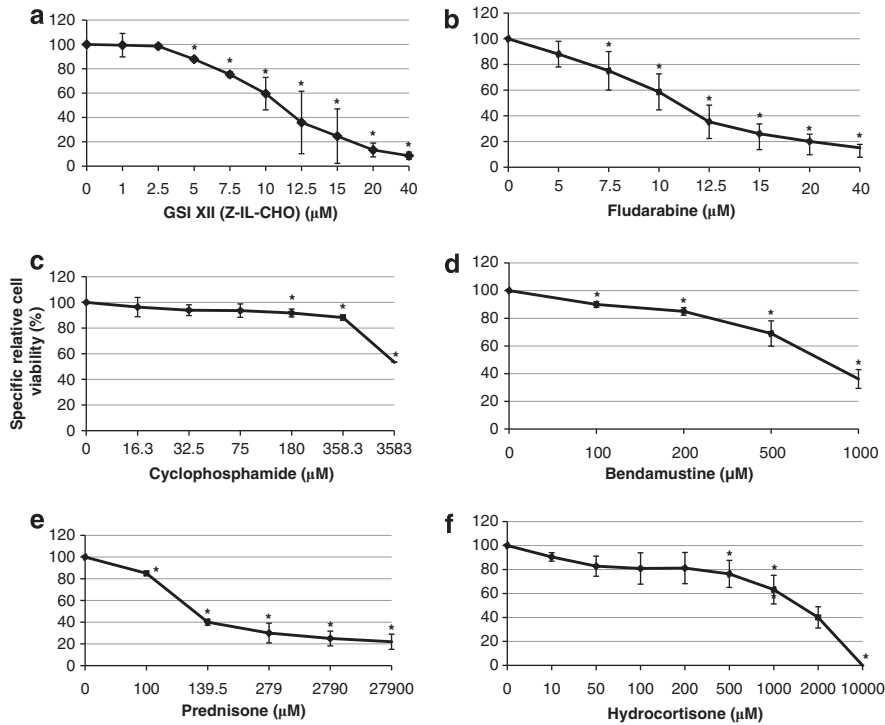 a
120
100
80
60
40
20
0
0 1 2.5 5 7.5 10 12.5 15 20 40
* * * * * * *
GSI XII (Z-IL-CHO) (μM)
b
120
100
80
60
40
20
0
0 5 7.5 10 12.5 15 20 40
* * * * * *
Fludarabine (μM)
Specific relative cell
viability (%)
c
120
100
80
60
40
20
0
0 16.3 32.5 75 180 358.3 3583
* * *
Cyclophosphamide (μM)
d
120
100
80
60
40
20
0
0 100 200 500 1000
* * * *
Bendamustine (μM)
e
120
100
80
60
40
20
0
0 100 139.5 279 2790 27900
* * * * *
Prednisone (μM)
f
120
100
80
60
40
20
0
0 10 50 100 200 500 1000 2000 10000
* * * *
Hydrocortisone (μM)